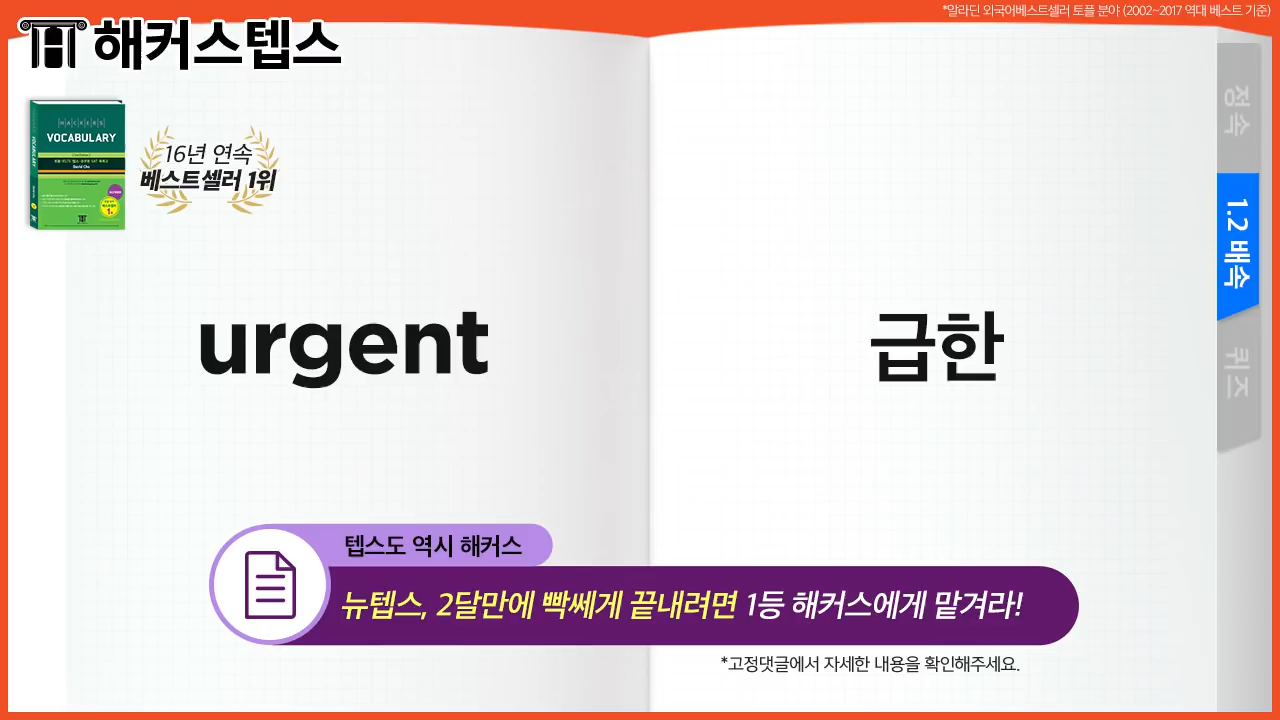 *알라딘 외국어베스트셀러 토플 분야 (2002~2017 역대 베스트 기준)
해커스텝스
HACKERS
VOCABULARY
16년 연속
베스트셀러 1위
정속
1.2 배속
퀴즈
urgent
급한
텝스도 역시 해커스
뉴텝스, 2달만에 빡쎄게 끝내려면 1등 해커스에게 맡겨라!
*고정댓글에서 자세한 내용을 확인해주세요.